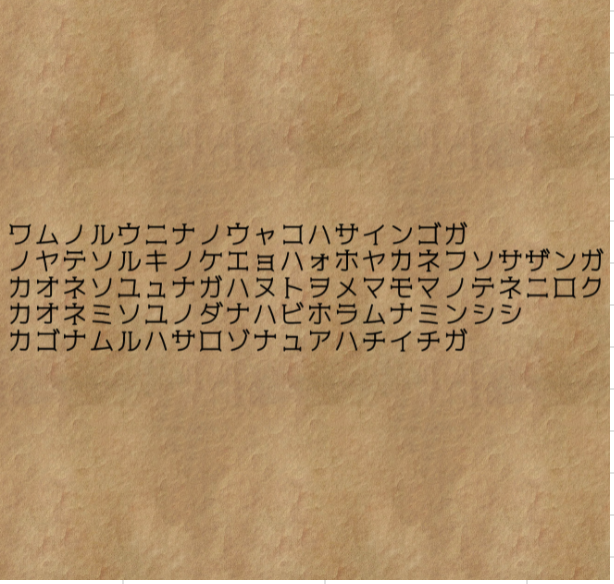 ワムノルウニナノウャコハサインゴガ
ノヤテソルキノケエョハォホヤカネフソサザンガ
カオネソユュナガハヌトヲメマモマノテネニロク
カオネミソユノダナハビホラムナミンシシ
カゴナムルハサロゾナュアハチイチガ